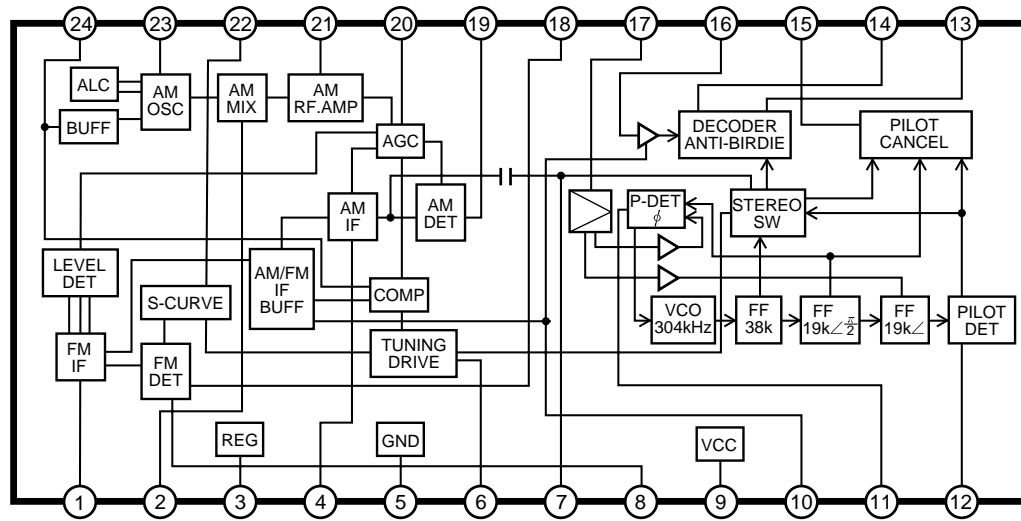 24 23 22 21 20 19 18 17 16 15 14 13
ALC
AM
OSC
AM
MIX
AM
RF.AMP
BUFF
AGC
DECODER
ANTI-BIRDIE
PILOT
CANCEL
AM
IF
AM
DET
P-DET
ϕ
STEREO
SW
LEVEL
DET
S-CURVE
AM/FM
IF
BUFF
COMP
VCO
304kHz
FF
38k
FF
19k∠π/2
FF
19k∠
PILOT
DET
FM
IF
FM
DET
TUNING
DRIVE
REG
GND
VCC
1 2 3 4 5 6 7 8 9 10 11 12